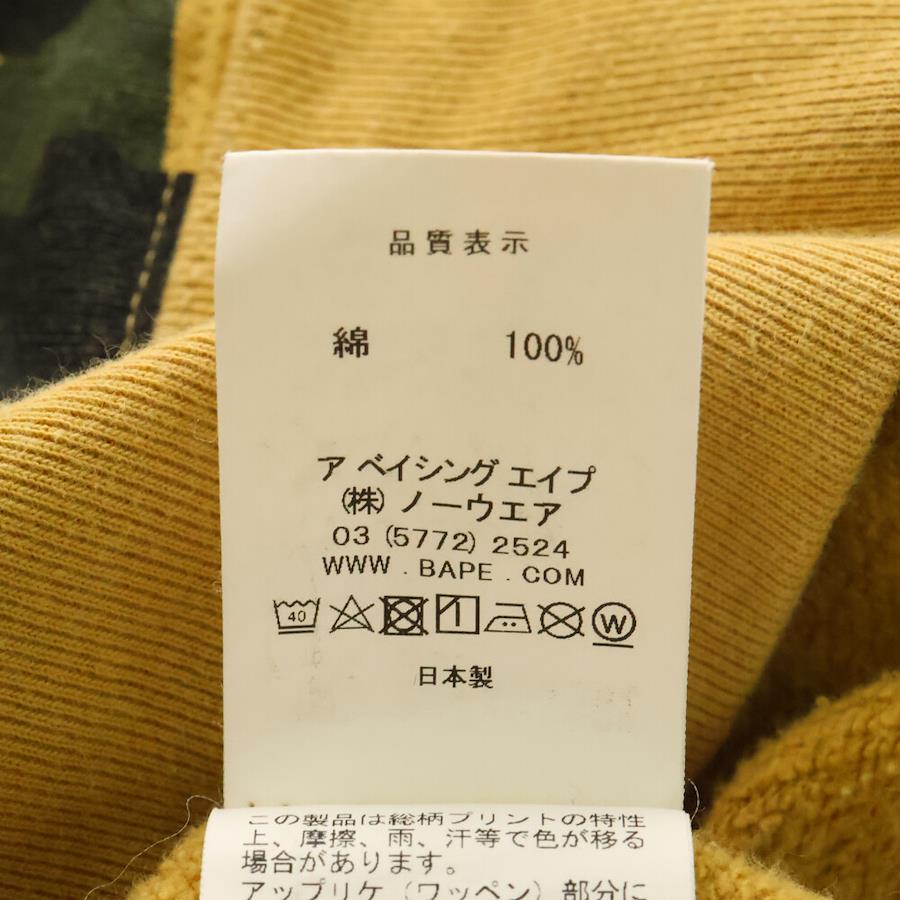 品質表示
綿 100%
ア ベイシング エイプ
(株) ノーウエア
03 (5772) 2524
WWW . BAPE . COM
40 W
日本製
この製品は総柄プリントの特性
上、摩擦、雨、汗等で色が移る
場合があります。
アップリケ（ワッペン）部分に